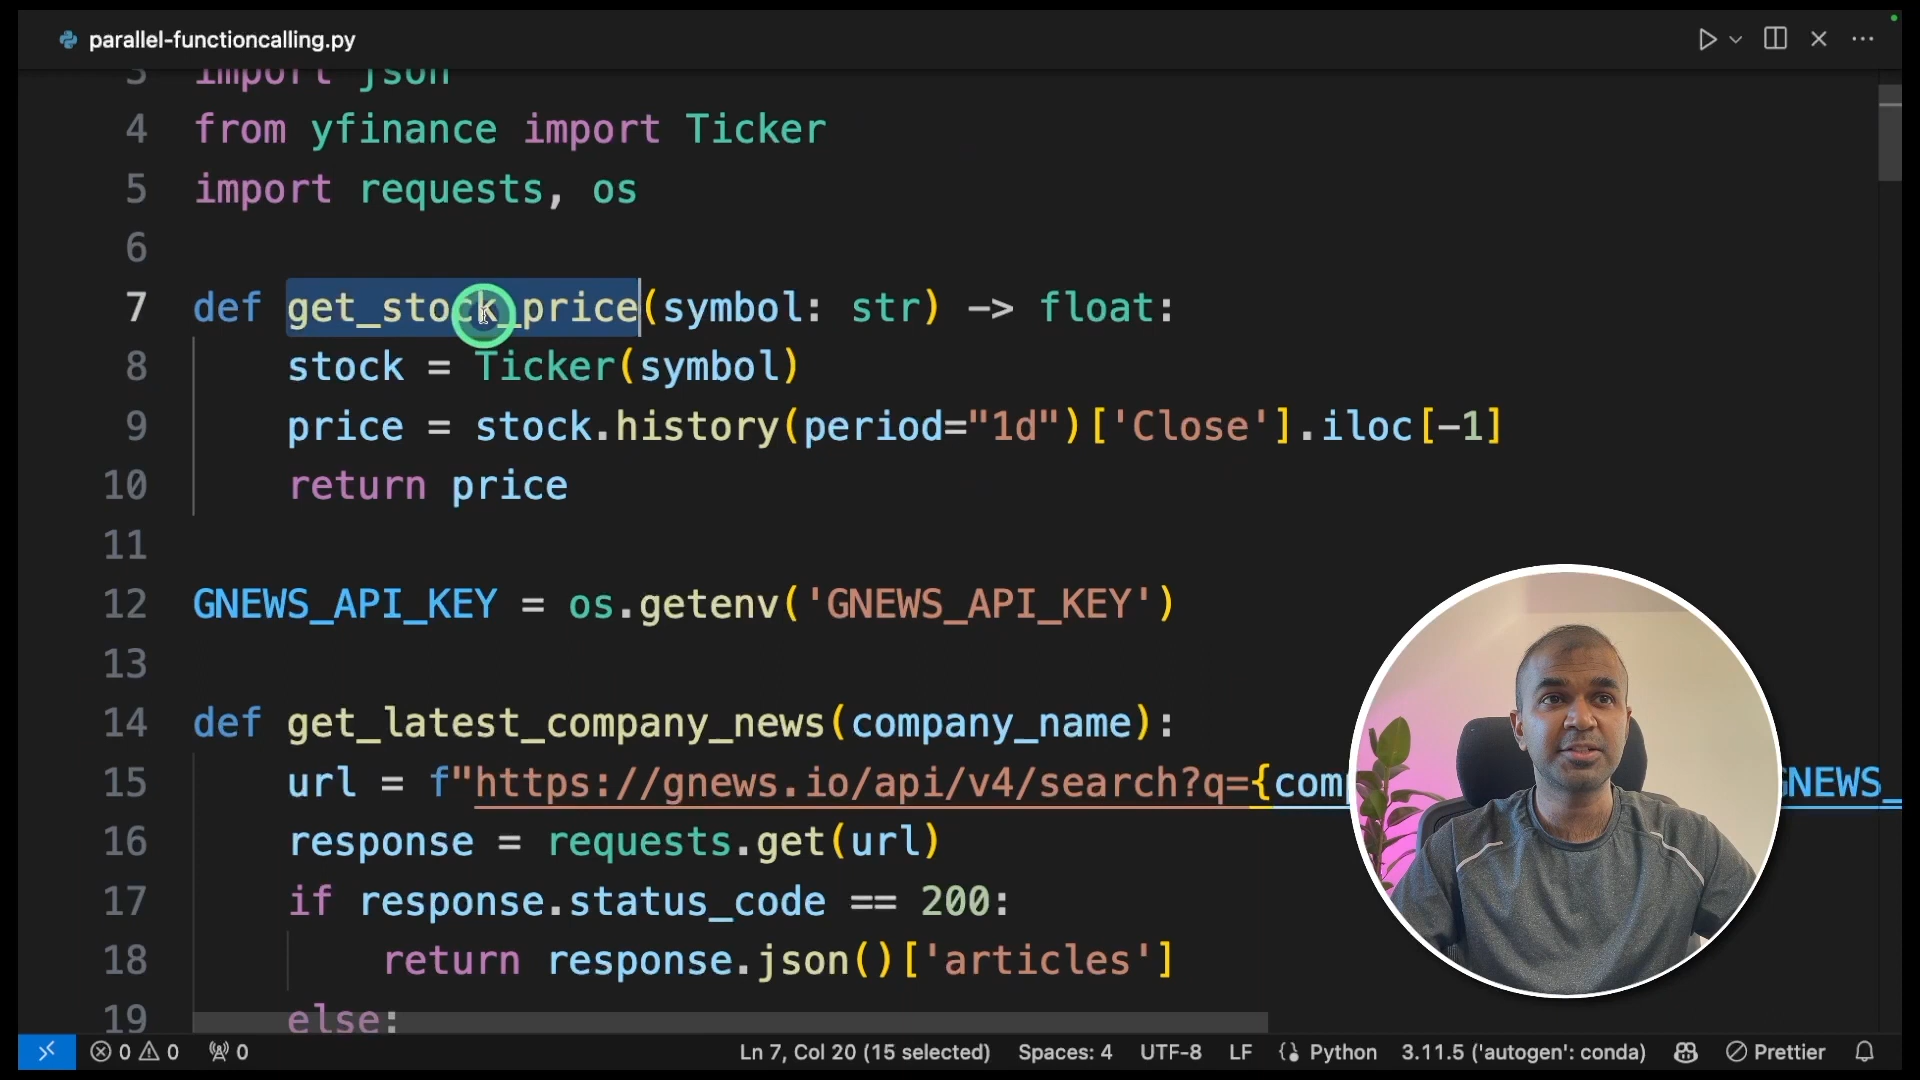 parallel-functioncalling.py
3 import json
4 from yfinance import Ticker
5 import requests, os
6
7 def get_stock_price(symbol: str) -> float:
8 stock = Ticker(symbol)
9 price = stock.history(period="1d")['Close'].iloc[-1]
10 return price
11
12 GNEWS_API_KEY = os.getenv('GNEWS_API_KEY')
13
14 def get_latest_company_news(company_name):
15 url = f"https://gnews.io/api/v4/search?q={com GNEWS_
16 response = requests.get(url)
17 if response.status_code == 200:
18 return response.json()['articles']
19 else:
0 0 0 Ln 7, Col 20 (15 selected) Spaces: 4 UTF-8 LF Python 3.11.5 ('autogen': conda) Prettier